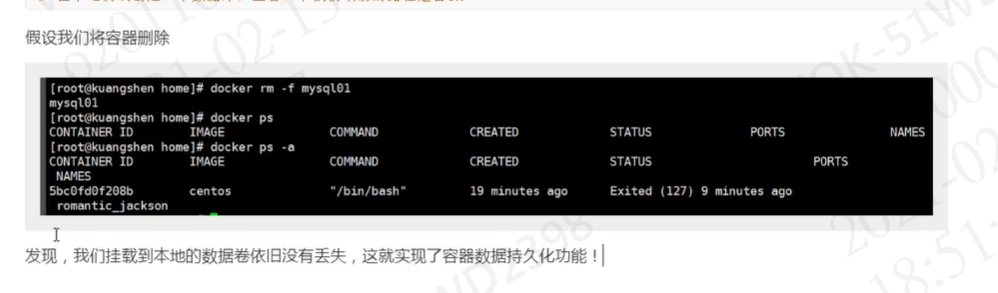 假设我们将容器删除
[root@kuangshen home]# docker rm -f mysql01
mysql01
[root@kuangshen home]# docker ps
CONTAINER ID IMAGE COMMAND CREATED STATUS PORTS NAMES
[root@kuangshen home]# docker ps -a
CONTAINER ID IMAGE COMMAND CREATED STATUS PORTS
NAMES
5bc0fd0f208b centos "/bin/bash" 19 minutes ago Exited (127) 9 minutes ago
romantic_jackson
发现，我们挂载到本地的数据卷依旧没有丢失，这就实现了容器数据持久化功能！